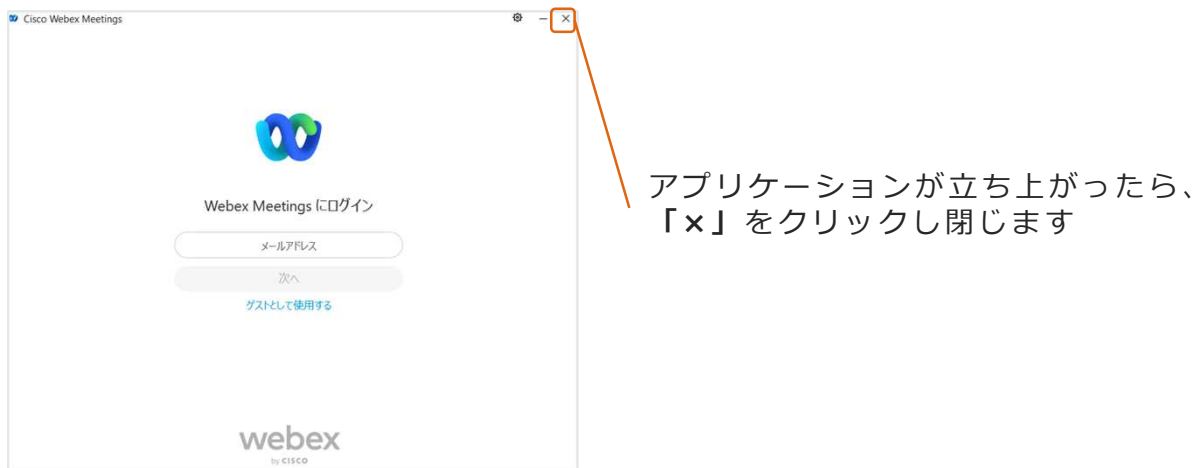 Cisco Webex Meetings
Webex Meetings にログイン
メールアドレス
次へ
ゲストとして使用する
webex
by CISCO
アプリケーションが立ち上がったら、
「×」をクリックし閉じます